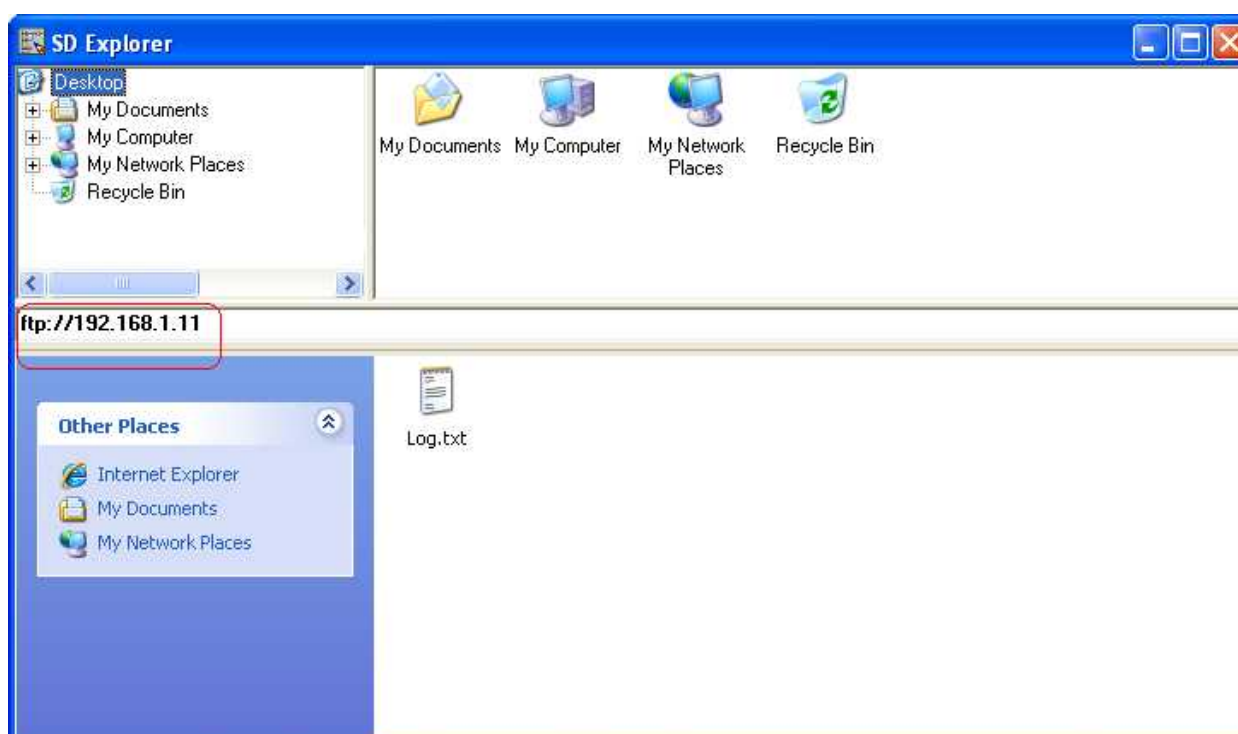 SD Explorer
Desktop
My Documents
My Computer
My Network Places
Recycle Bin
My Documents
My Computer
My Network
Places
Recycle Bin
ftp://192.168.1.11
Other Places
Internet Explorer
My Documents
My Network Places
Log.txt